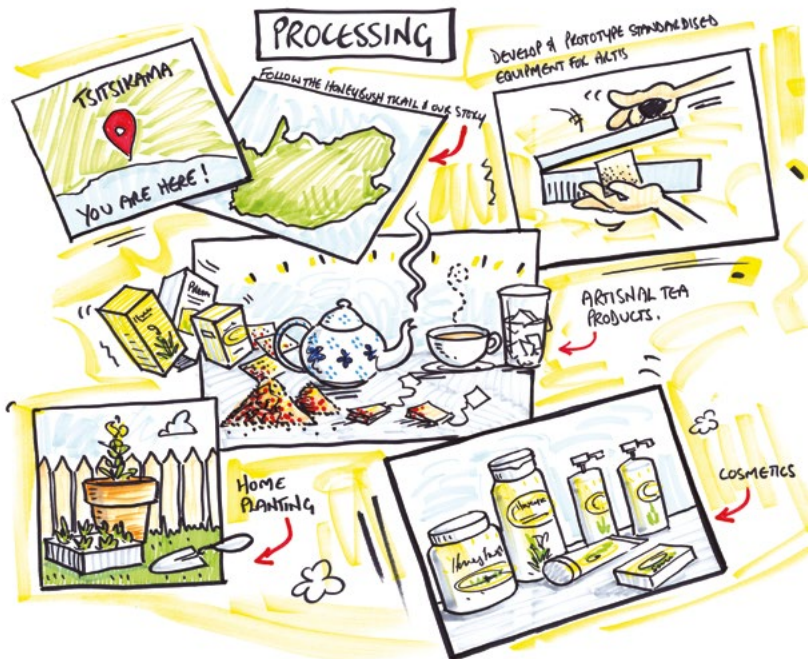 PROCESSING
TSITSIKAMA
YOU ARE HERE!
FOLLOW THE HONEYBUSH TRAIL & OUR STORY
DEVELOP & PROTOTYPE STANDARDISED
EQUIPMENT FOR
ARTISNAL TEA
PRODUCTS.
HOME
PLANTING
COSMETICS